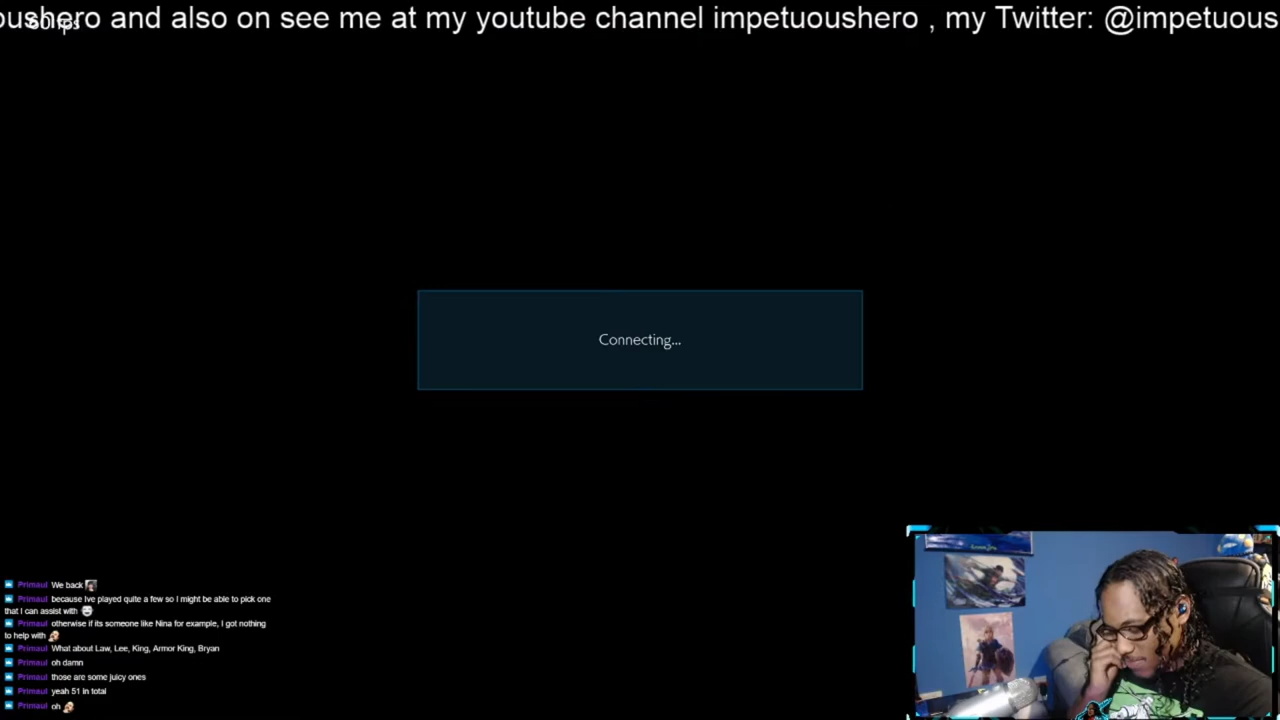 oushero and also on see me at my youtube channel impetuoushero , my Twitter: @impetuous
60 fps
Connecting...
Primaul We back
Primaul because Ive played quite a few so I might be able to pick one
that I can assist with
Primaul otherwise if its someone like Nina for example, I got nothing
to help with
Primaul What about Law, Lee, King, Armor King, Bryan
Primaul oh damn
Primaul those are some juicy ones
Primaul yeah 51 in total
Primaul oh